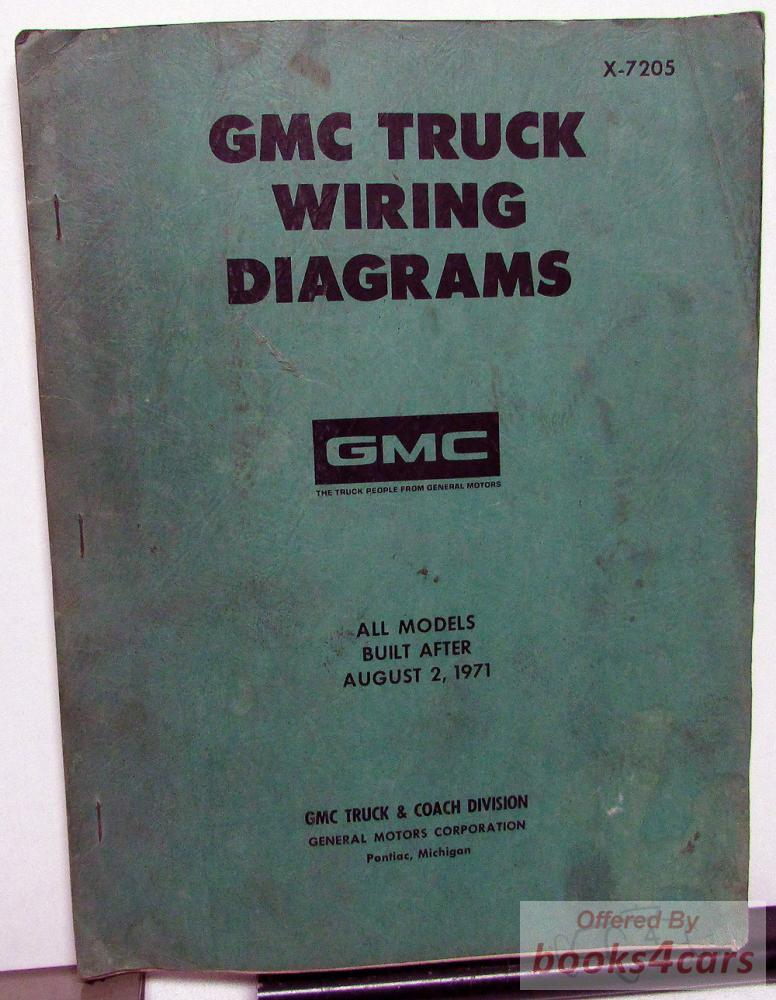 X-7205
GMC TRUCK
WIRING
DIAGRAMS
GMC
THE TRUCK PEOPLE FROM GENERAL MOTORS
ALL MODELS
BUILT AFTER
AUGUST 2, 1971
GMC TRUCK & COACH DIVISION
GENERAL MOTORS CORPORATION
Pontiac, Michigan
Offered By
books4cars